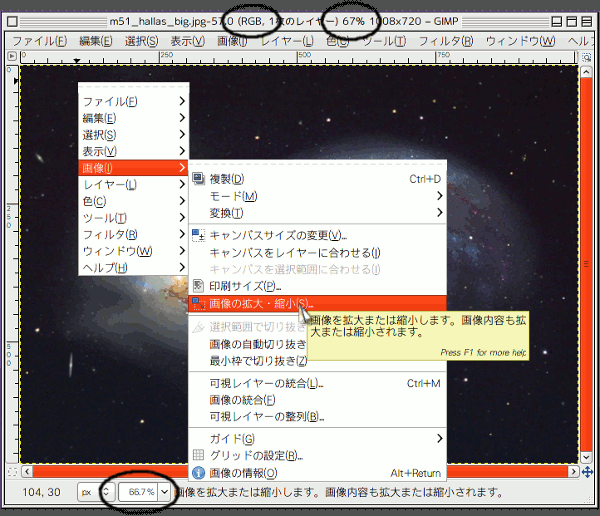 m51_hallas_big.jpg-57.0 (RGB, 1枚のレイヤー) 67% 1008x720 – GIMP
ファイル(F) 編集(E) 選択(S) 表示(V) 画像(I) レイヤー(L) 色(C) ツール(T) フィルタ(R) ウィンドウ(W) ヘル
0 250 500 750
ファイル(F)
編集(E)
選択(S)
表示(V)
画像(I)
レイヤー(L)
色(C)
ツール(T)
フィルタ(R)
ウィンドウ(W)
ヘルプ(H)
複製(D) Ctrl+D
モード(M)
変換(T)
キャンバスサイズの変更(V)...
キャンバスをレイヤーに合わせる(I)
キャンバスを選択範囲に合わせる(I)
印刷サイズ(P)...
画像の拡大・縮小(S)...
選択範囲で切り抜き
画像の自動切り抜き
最小枠で切り抜き(Z)
画像を拡大または縮小します。画像内容も拡
大または縮小されます。
Press F1 for more help
可視レイヤーの統合(L)... Ctrl+M
画像の統合(F)
可視レイヤーの整列(B)...
ガイド(G)
グリッドの設定(R)...
画像の情報(O) Alt+Return
0
250
500
104, 30 px 66.7% 画像を拡大または縮小します。画像内容も拡大または縮小されます。